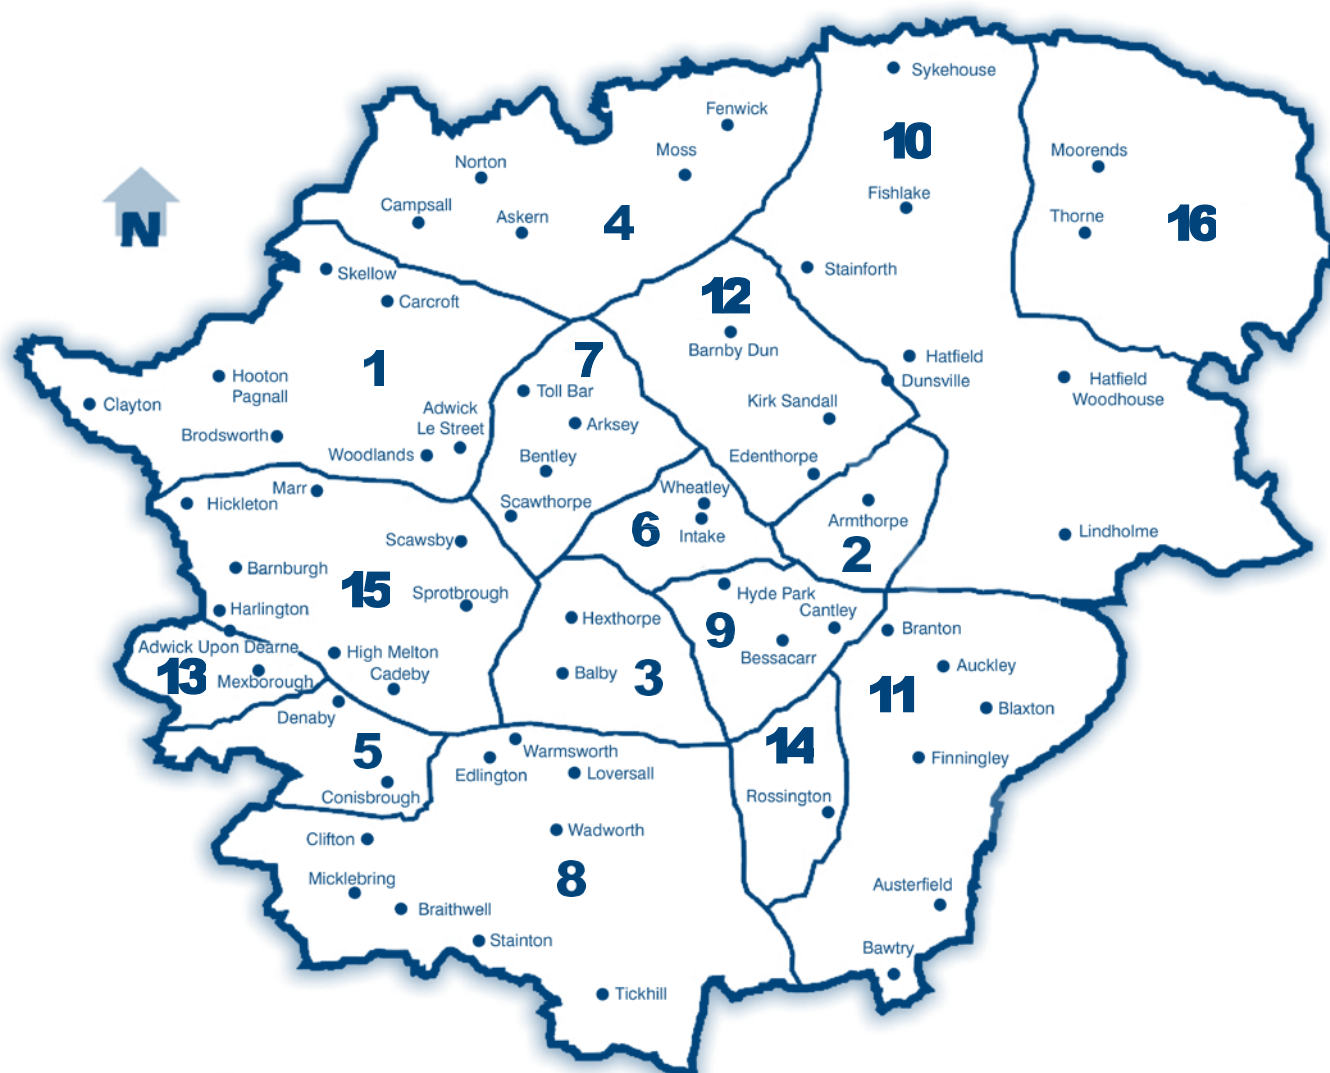 Sykehouse
Fenwick
10
Moss
Moorends
Norton
Fishlake
Campsall
Askern
4
Thorne
16
N
Skellow
Stainforth
Carcroft
12
Barnby Dun
7
Hatfield
1
Hooton
Pagnall
Toll Bar
Dunsville
Hatfield
Woodhouse
Clayton
Kirk Sandall
Adwick
Le Street
Arksey
Brodsworth
Woodlands
Bentley
Edenthorpe
Marr
Wheatley
Hickleton
Scawthorpe
Armthorpe
6
Intake
Lindholme
Scawsby
2
Barnburgh
15
Sprotbrough
Hyde Park
Harlington
Cantley
Hexthorpe
9
Branton
Adwick Upon Dearne
High Melton
Bessacarr
Auckley
13
Mexborough
Cadeby
Balby
3
11
Denaby
Blaxton
5
14
Warmsworth
Finningley
Edlington
Loversall
Conisbrough
Rossington
Clifton
Wadworth
Micklebring
8
Austerfield
Braithwell
Stainton
Bawtry
Tickhill